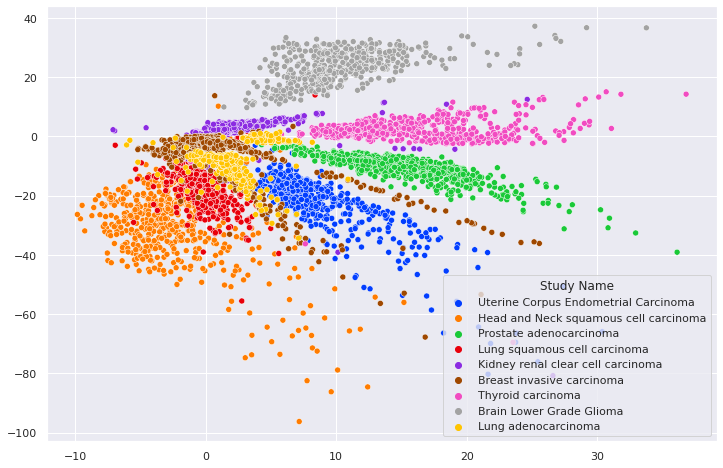 40
20
0
−20
−40
−60
−80
−100
−10
0
10
20
30
Study Name
Uterine Corpus Endometrial Carcinoma
Head and Neck squamous cell carcinoma
Prostate adenocarcinoma
Lung squamous cell carcinoma
Kidney renal clear cell carcinoma
Breast invasive carcinoma
Thyroid carcinoma
Brain Lower Grade Glioma
Lung adenocarcinoma